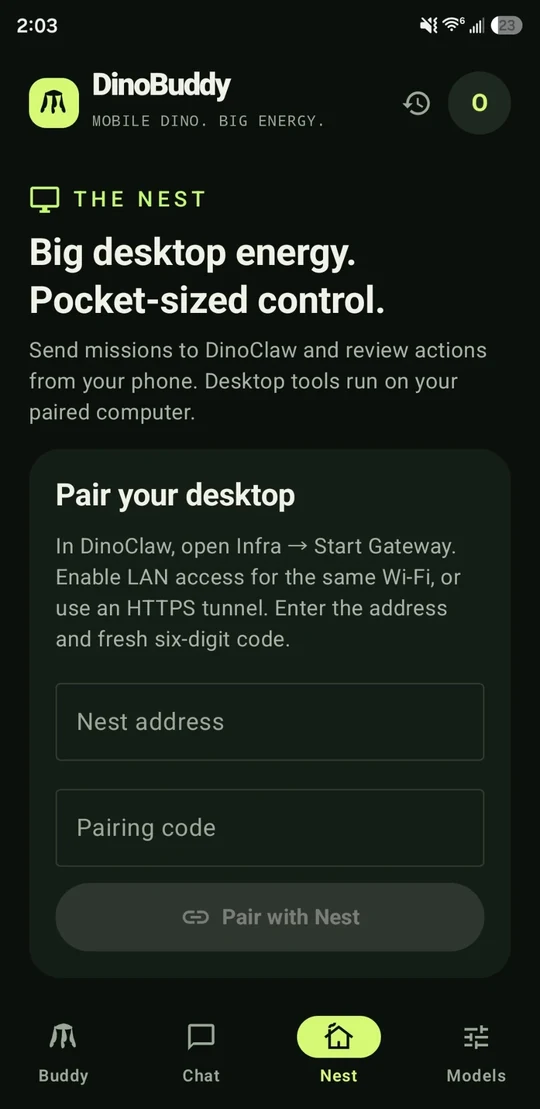 2:03
6
23
DinoBuddy
MOBILE DINO. BIG ENERGY.
0
THE NEST
Big desktop energy.
Pocket-sized control.
Send missions to DinoClaw and review actions
from your phone. Desktop tools run on your
paired computer.
Pair your desktop
In DinoClaw, open Infra → Start Gateway.
Enable LAN access for the same Wi-Fi, or
use an HTTPS tunnel. Enter the address
and fresh six-digit code.
Nest address
Pairing code
Pair with Nest
Buddy
Chat
Nest
Models